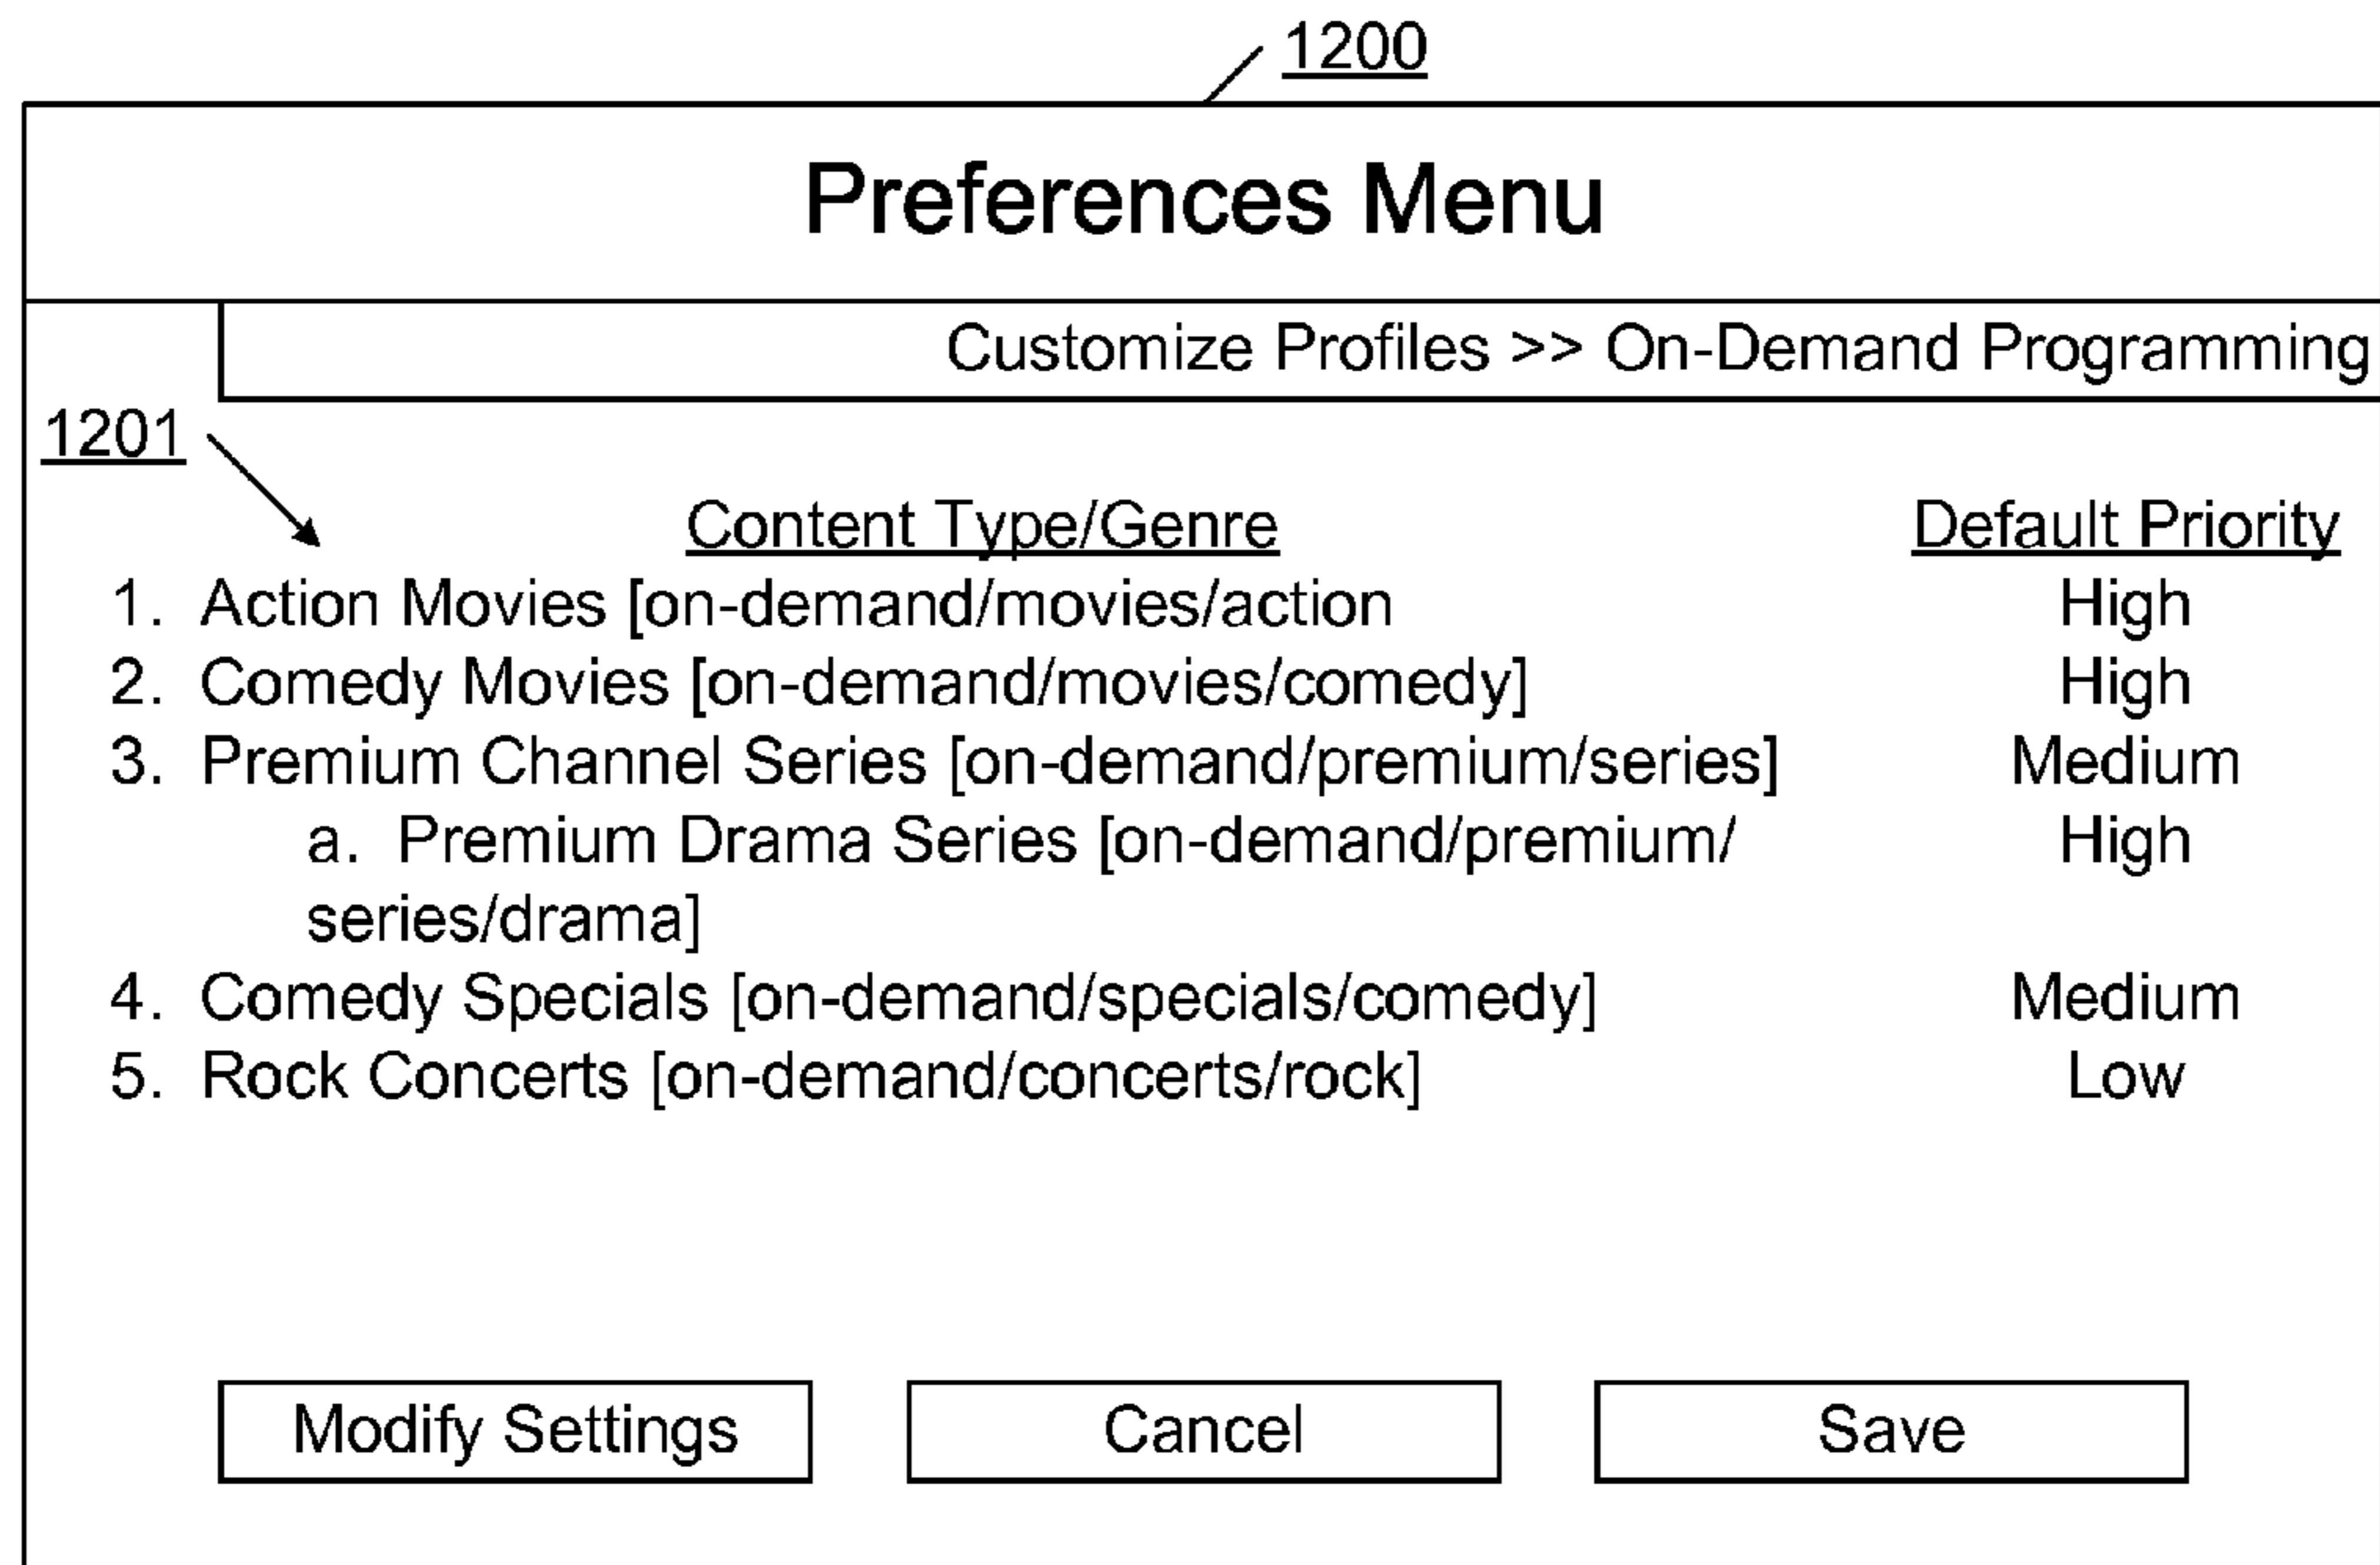 1200
Preferences Menu
Customize Profiles >> On-Demand Programming
1201
Content Type/Genre Default Priority
1. Action Movies [on-demand/movies/action High
2. Comedy Movies [on-demand/movies/comedy] High
3. Premium Channel Series [on-demand/premium/series] Medium
a. Premium Drama Series [on-demand/premium/ High
series/drama]
4. Comedy Specials [on-demand/specials/comedy] Medium
5. Rock Concerts [on-demand/concerts/rock] Low
Modify Settings Cancel Save